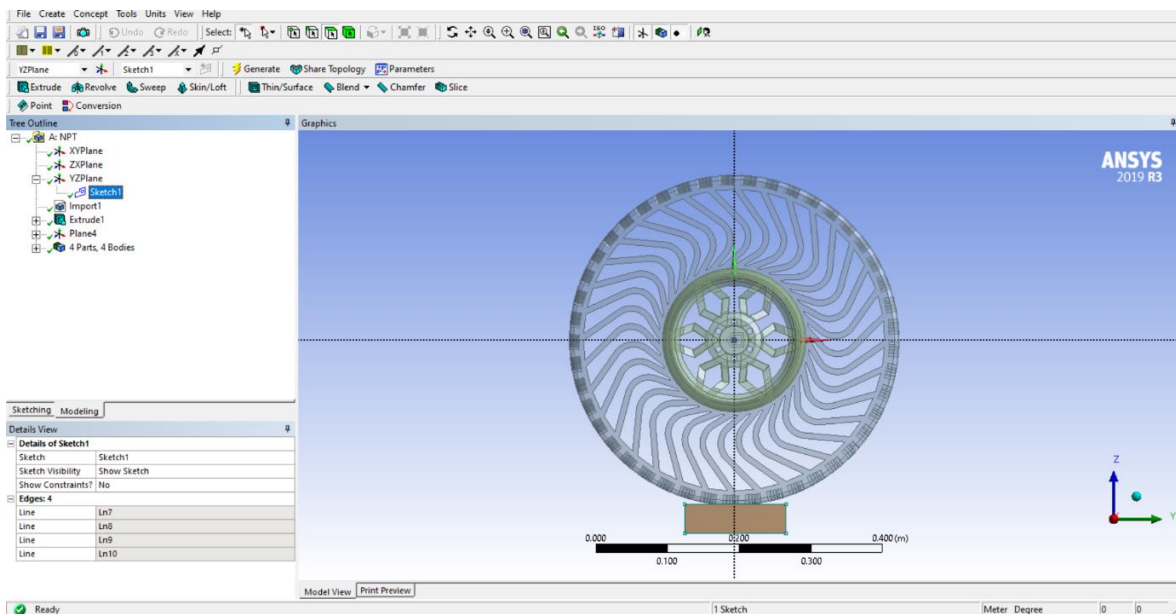 File Create Concept Tools Units View Help
Undo Redo Select:
YZPlane Sketch1 Generate Share Topology Parameters
Extrude Revolve Sweep Skin/Loft Thin/Surface Blend Chamfer Slice
Point Conversion
Tree Outline
A: NPT
XYPlane
ZXPlane
YZPlane
Sketch1
Import1
Extrude1
Plane4
4 Parts, 4 Bodies
Sketching Modeling
Details View
Details of Sketch1
Sketch Sketch1
Sketch Visibility Show Sketch
Show Constraints? No
Edges: 4
Line Ln7
Line Ln8
Line Ln9
Line Ln10
Graphics
ANSYS
2019 R3
Z
Y
0.000 0.200 0.400 (m)
0.100 0.300
Model View Print Preview
Ready 1 Sketch Meter Degree 0 0